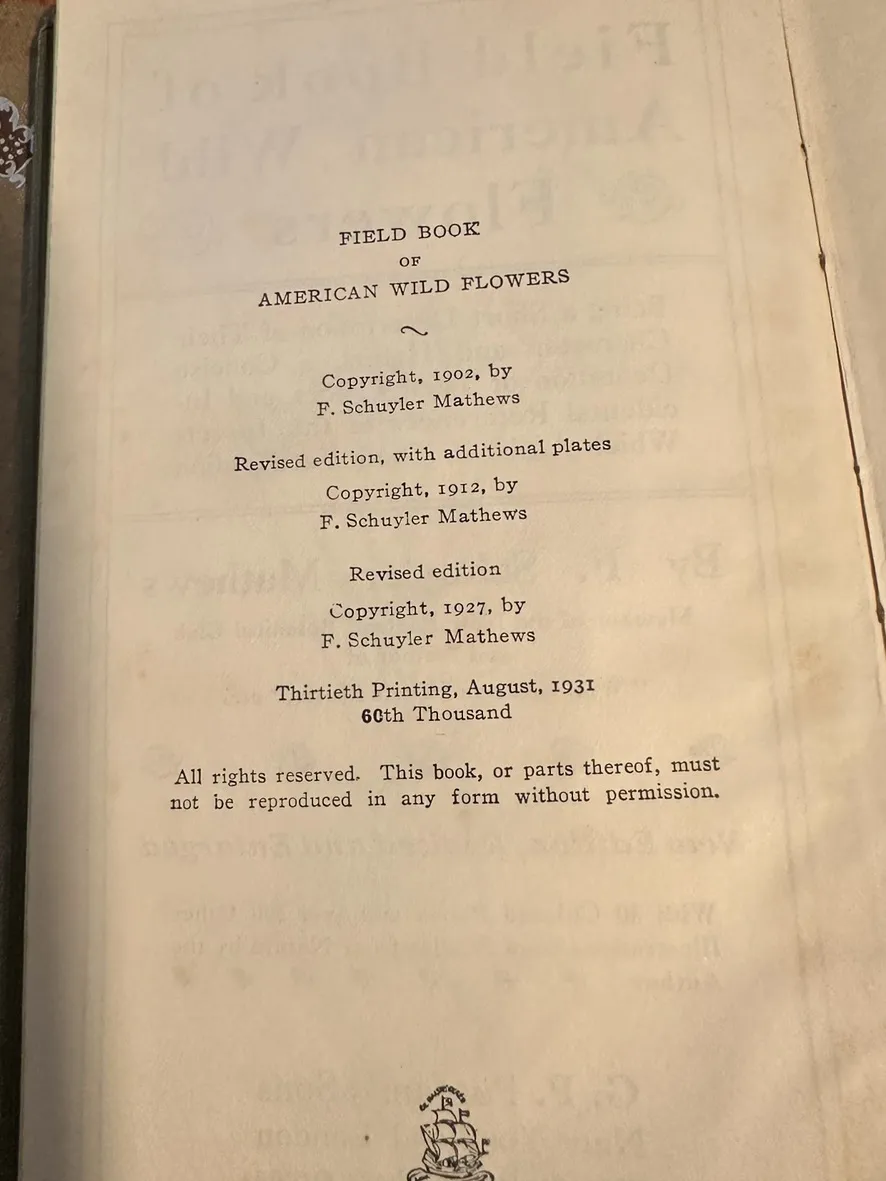 FIELD BOOK
OF
AMERICAN WILD FLOWERS
Copyright, 1902, by
F. Schuyler Mathews
Revised edition, with additional plates
Copyright, 1912, by
F. Schuyler Mathews
Revised edition
Copyright, 1927, by
F. Schuyler Mathews
Thirtieth Printing, August, 1931
60th Thousand
All rights reserved. This book, or parts thereof, must
not be reproduced in any form without permission.